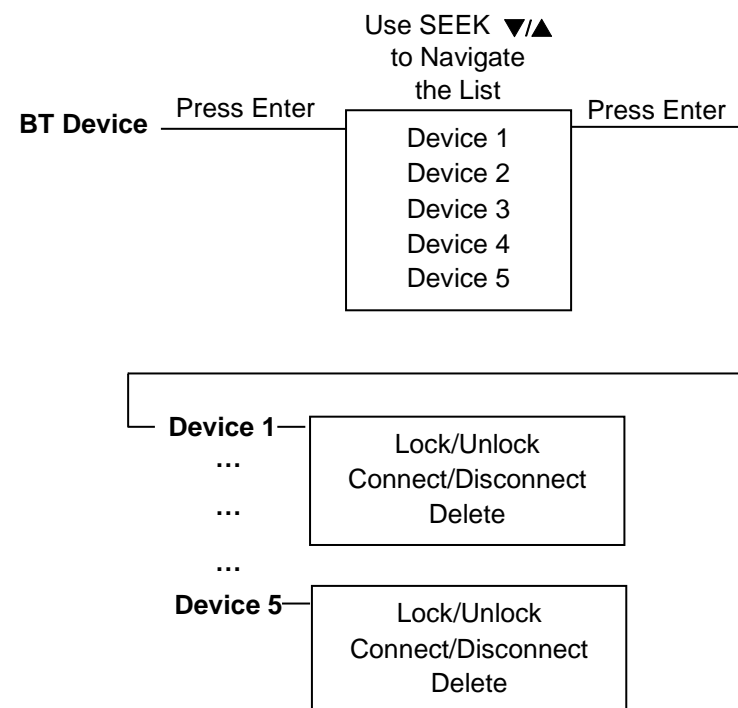 Use SEEK ▼/▲
to Navigate
the List
BT Device
Press Enter
Press Enter
Device 1
Device 2
Device 3
Device 4
Device 5
Device 1
Lock/Unlock
Connect/Disconnect
Delete
…
…
…
Device 5
Lock/Unlock
Connect/Disconnect
Delete